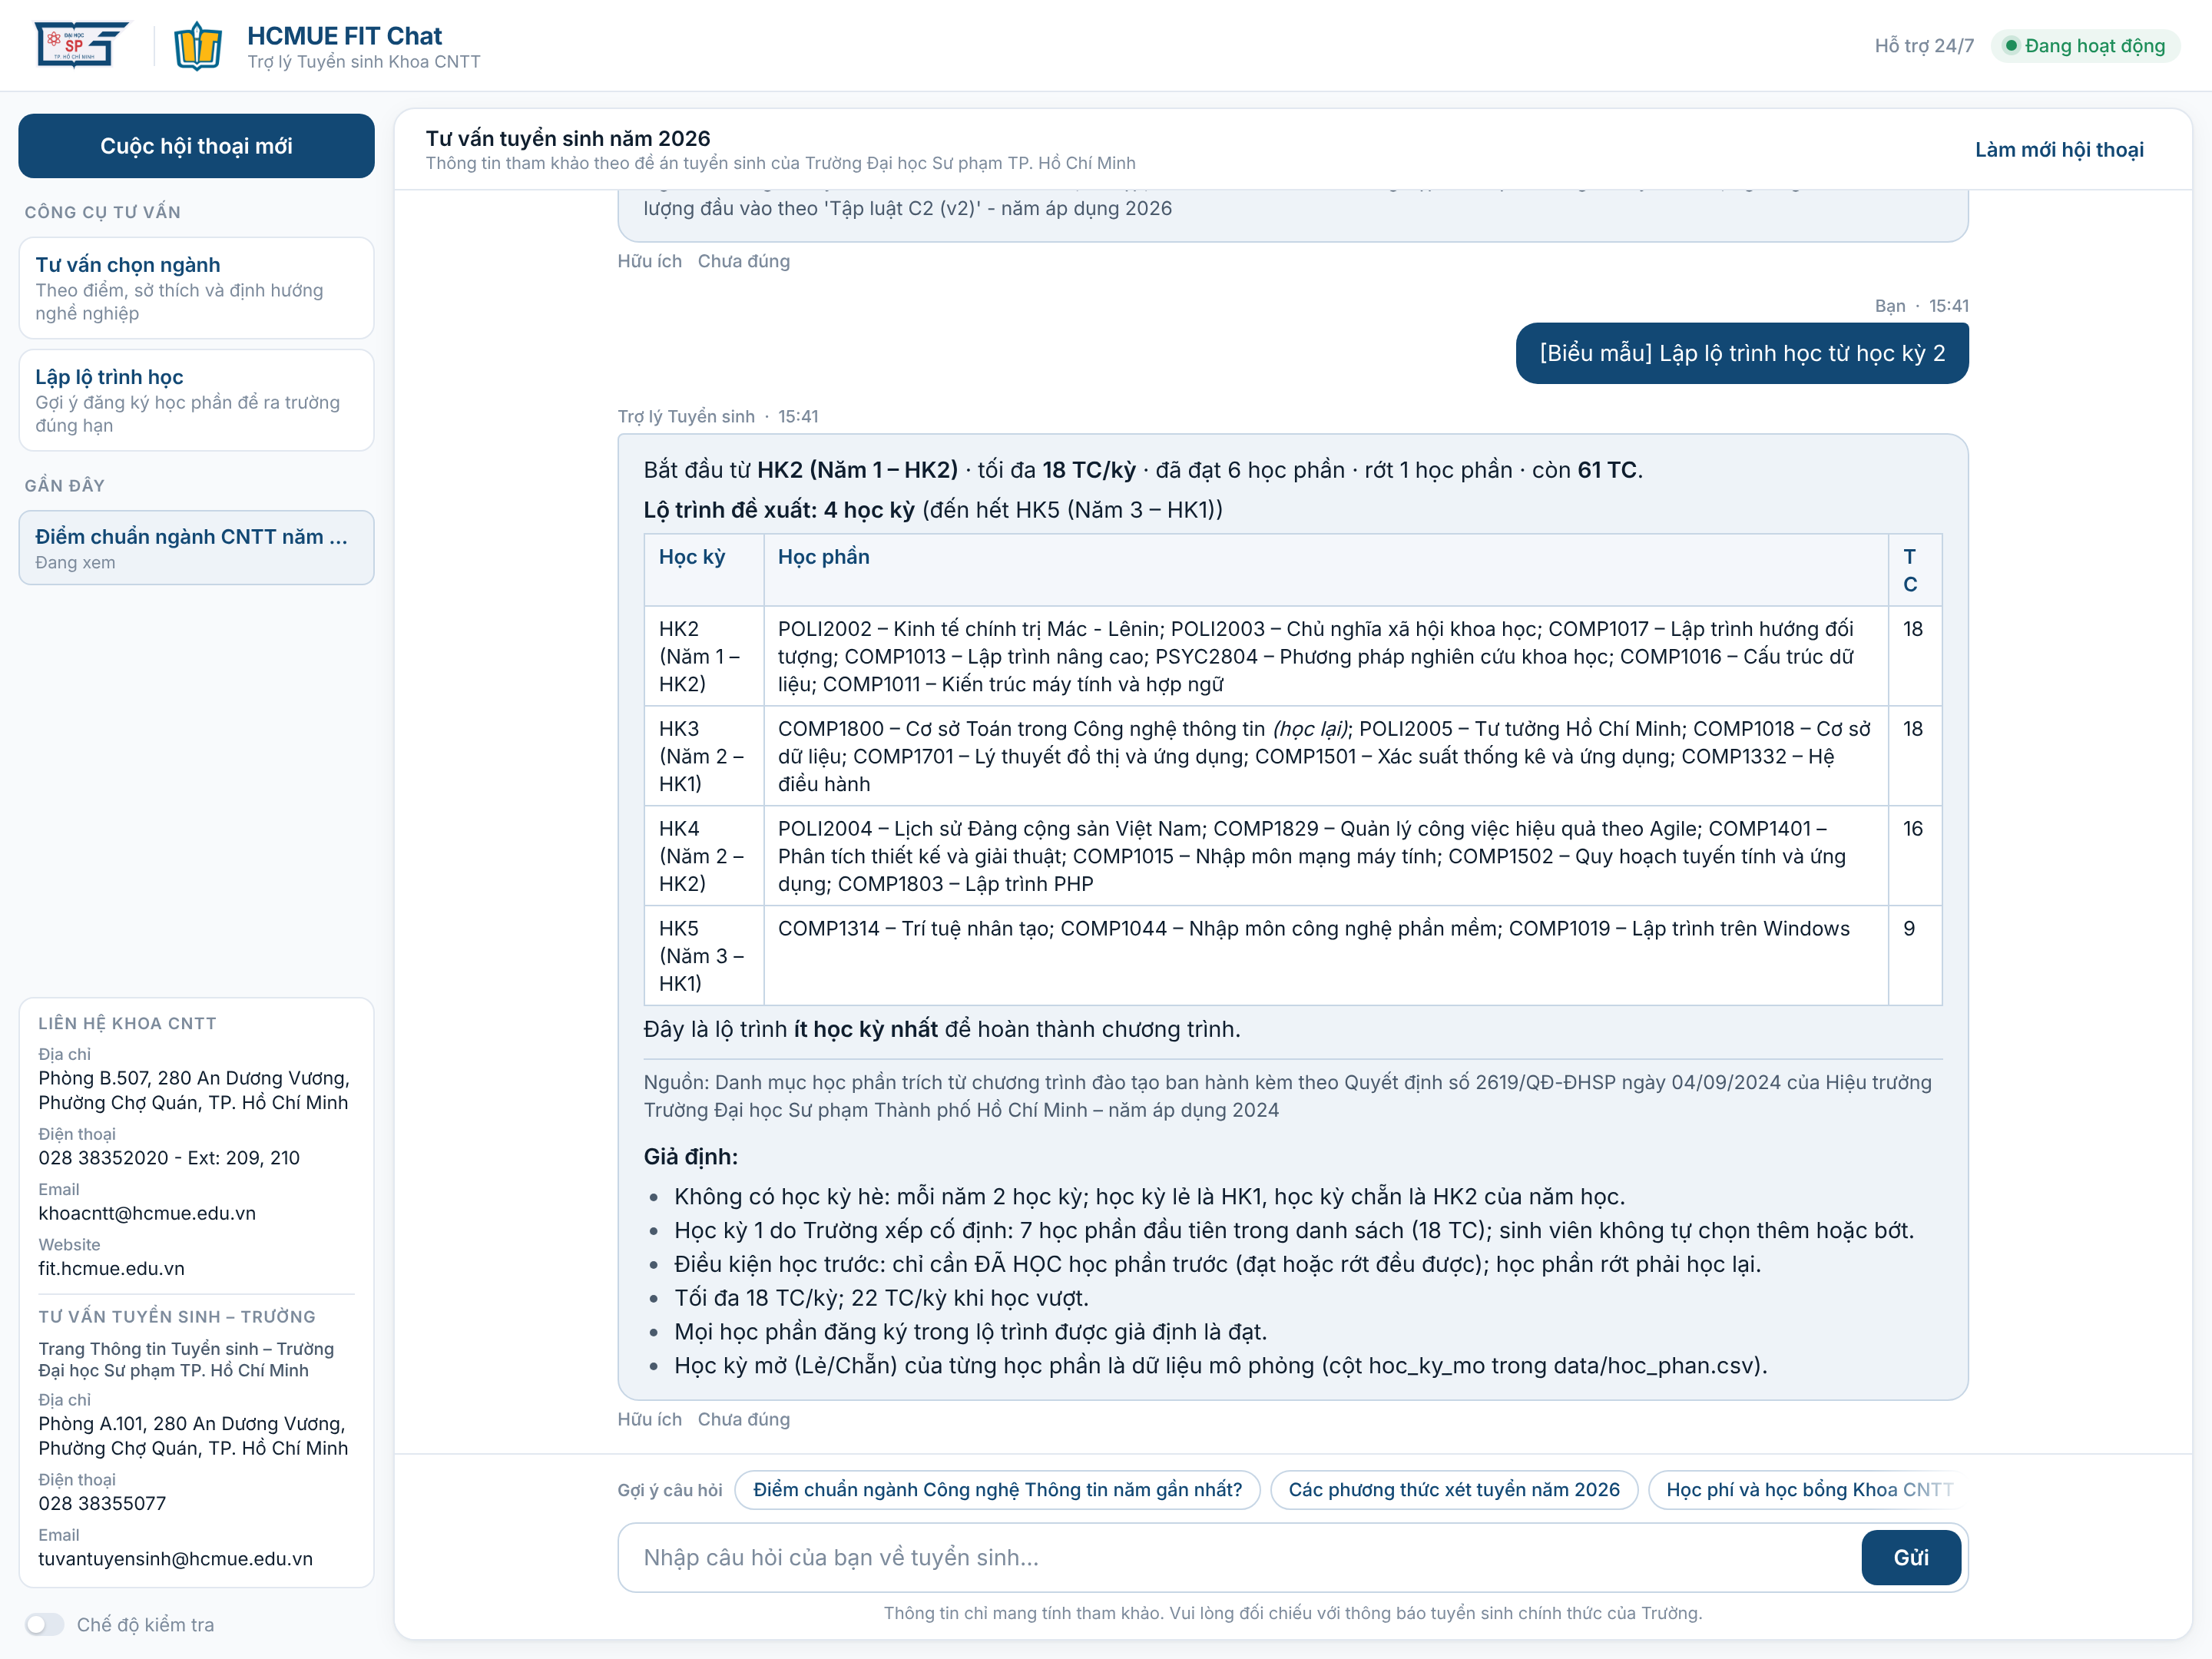 ĐẠI HỌC
SP
TP. HỒ CHÍ MINH
HCMUE FIT Chat
Trợ lý Tuyển sinh Khoa CNTT
Hỗ trợ 24/7
Đang hoạt động
Cuộc hội thoại mới
CÔNG CỤ TƯ VẤN
Tư vấn chọn ngành
Theo điểm, sở thích và định hướng
nghề nghiệp
Lập lộ trình học
Gợi ý đăng ký học phần để ra trường
đúng hạn
GẦN ĐÂY
Điểm chuẩn ngành CNTT năm ...
Đang xem
LIÊN HỆ KHOA CNTT
Địa chỉ
Phòng B.507, 280 An Dương Vương,
Phường Chợ Quán, TP. Hồ Chí Minh
Điện thoại
028 38352020 - Ext: 209, 210
Email
khoacntt@hcmue.edu.vn
Website
fit.hcmue.edu.vn
TƯ VẤN TUYỂN SINH – TRƯỜNG
Trang Thông tin Tuyển sinh – Trường
Đại học Sư phạm TP. Hồ Chí Minh
Địa chỉ
Phòng A.101, 280 An Dương Vương,
Phường Chợ Quán, TP. Hồ Chí Minh
Điện thoại
028 38355077
Email
tuvantuyensinh@hcmue.edu.vn
Chế độ kiểm tra
Tư vấn tuyển sinh năm 2026
Thông tin tham khảo theo đề án tuyển sinh của Trường Đại học Sư phạm TP. Hồ Chí Minh
Làm mới hội thoại
lượng đầu vào theo 'Tập luật C2 (v2)' - năm áp dụng 2026
Hữu ích Chưa đúng
Bạn · 15:41
[Biểu mẫu] Lập lộ trình học từ học kỳ 2
Trợ lý Tuyển sinh · 15:41
Bắt đầu từ HK2 (Năm 1 – HK2) · tối đa 18 TC/kỳ · đã đạt 6 học phần · rớt 1 học phần · còn 61 TC.
Lộ trình đề xuất: 4 học kỳ (đến hết HK5 (Năm 3 – HK1))
Học kỳ
Học phần
T
C
HK2
(Năm 1 –
HK2)
POLI2002 – Kinh tế chính trị Mác - Lênin; POLI2003 – Chủ nghĩa xã hội khoa học; COMP1017 – Lập trình hướng đối
tượng; COMP1013 – Lập trình nâng cao; PSYC2804 – Phương pháp nghiên cứu khoa học; COMP1016 – Cấu trúc dữ
liệu; COMP1011 – Kiến trúc máy tính và hợp ngữ
18
HK3
(Năm 2 –
HK1)
COMP1800 – Cơ sở Toán trong Công nghệ thông tin (học lại); POLI2005 – Tư tưởng Hồ Chí Minh; COMP1018 – Cơ sở
dữ liệu; COMP1701 – Lý thuyết đồ thị và ứng dụng; COMP1501 – Xác suất thống kê và ứng dụng; COMP1332 – Hệ
điều hành
18
HK4
(Năm 2 –
HK2)
POLI2004 – Lịch sử Đảng cộng sản Việt Nam; COMP1829 – Quản lý công việc hiệu quả theo Agile; COMP1401 –
Phân tích thiết kế và giải thuật; COMP1015 – Nhập môn mạng máy tính; COMP1502 – Quy hoạch tuyến tính và ứng
dụng; COMP1803 – Lập trình PHP
16
HK5
(Năm 3 –
HK1)
COMP1314 – Trí tuệ nhân tạo; COMP1044 – Nhập môn công nghệ phần mềm; COMP1019 – Lập trình trên Windows
9
Đây là lộ trình ít học kỳ nhất để hoàn thành chương trình.
Nguồn: Danh mục học phần trích từ chương trình đào tạo ban hành kèm theo Quyết định số 2619/QĐ-ĐHSP ngày 04/09/2024 của Hiệu trưởng
Trường Đại học Sư phạm Thành phố Hồ Chí Minh – năm áp dụng 2024
Giả định:
• Không có học kỳ hè: mỗi năm 2 học kỳ; học kỳ lẻ là HK1, học kỳ chẵn là HK2 của năm học.
• Học kỳ 1 do Trường xếp cố định: 7 học phần đầu tiên trong danh sách (18 TC); sinh viên không tự chọn thêm hoặc bớt.
• Điều kiện học trước: chỉ cần ĐÃ HỌC học phần trước (đạt hoặc rớt đều được); học phần rớt phải học lại.
• Tối đa 18 TC/kỳ; 22 TC/kỳ khi học vượt.
• Mọi học phần đăng ký trong lộ trình được giả định là đạt.
• Học kỳ mở (Lẻ/Chẵn) của từng học phần là dữ liệu mô phỏng (cột hoc_ky_mo trong data/hoc_phan.csv).
Hữu ích Chưa đúng
Gợi ý câu hỏi
Điểm chuẩn ngành Công nghệ Thông tin năm gần nhất?
Các phương thức xét tuyển năm 2026
Học phí và học bổng Khoa CNTT
Nhập câu hỏi của bạn về tuyển sinh...
Gửi
Thông tin chỉ mang tính tham khảo. Vui lòng đối chiếu với thông báo tuyển sinh chính thức của Trường.